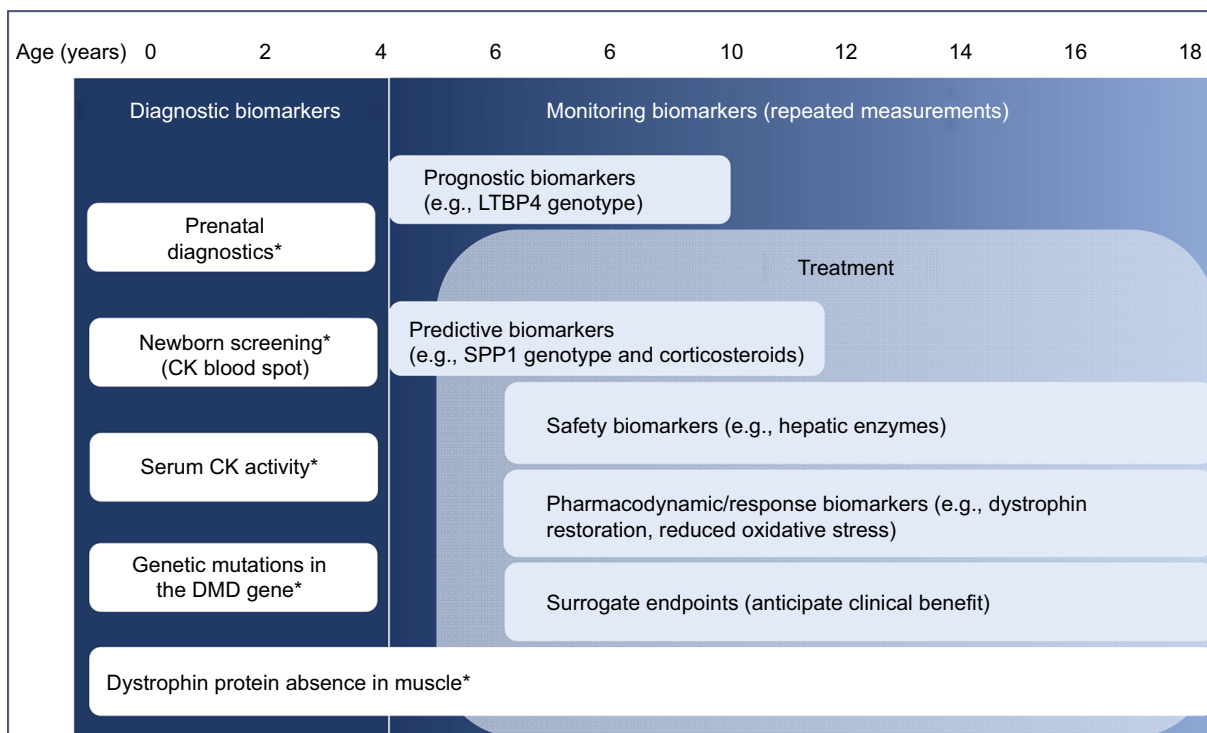 Age (years) 0 2 4 6 6 10 12 14 16 18
Diagnostic biomarkers
Monitoring biomarkers (repeated measurements)
Prognostic biomarkers
(e.g., LTBP4 genotype)
Prenatal
diagnostics*
Treatment
Newborn screening*
(CK blood spot)
Predictive biomarkers
(e.g., SPP1 genotype and corticosteroids)
Safety biomarkers (e.g., hepatic enzymes)
Serum CK activity*
Pharmacodynamic/response biomarkers (e.g., dystrophin
restoration, reduced oxidative stress)
Genetic mutations in
the DMD gene*
Surrogate endpoints (anticipate clinical benefit)
Dystrophin protein absence in muscle*